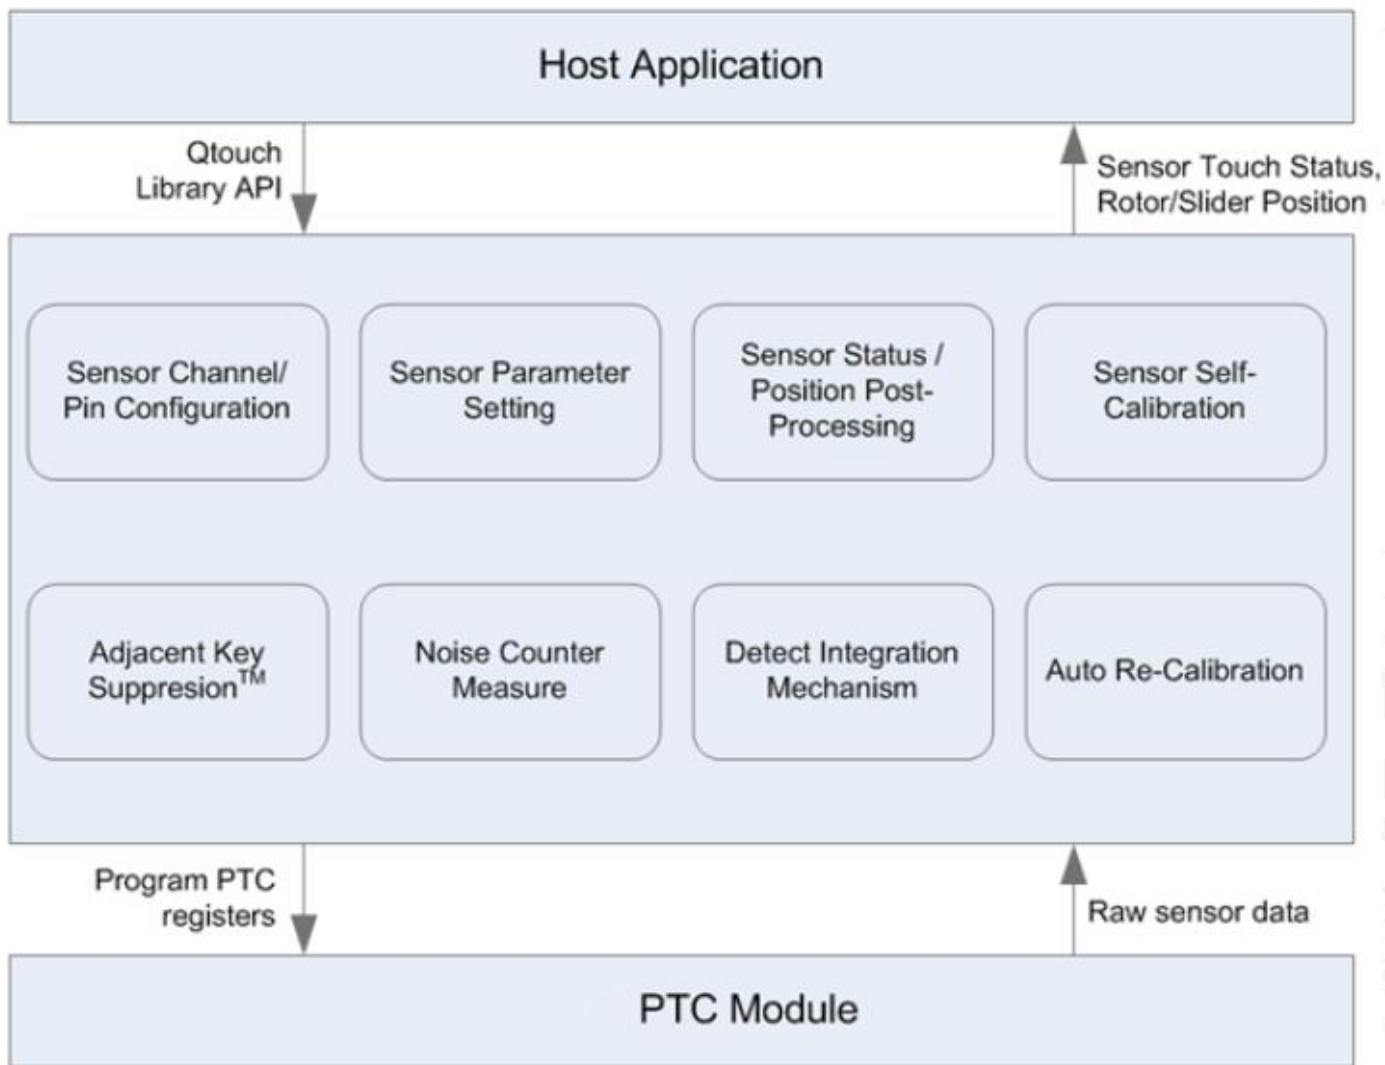 Host Application
Qtouch
Library API
Sensor Touch Status,
Rotor/Slider Position
Sensor Channel/
Pin Configuration
Sensor Parameter
Setting
Sensor Status /
Position Post-
Processing
Sensor Self-
Calibration
Adjacent Key
Suppresion™
Noise Counter
Measure
Detect Integration
Mechanism
Auto Re-Calibration
Program PTC
registers
Raw sensor data
PTC Module